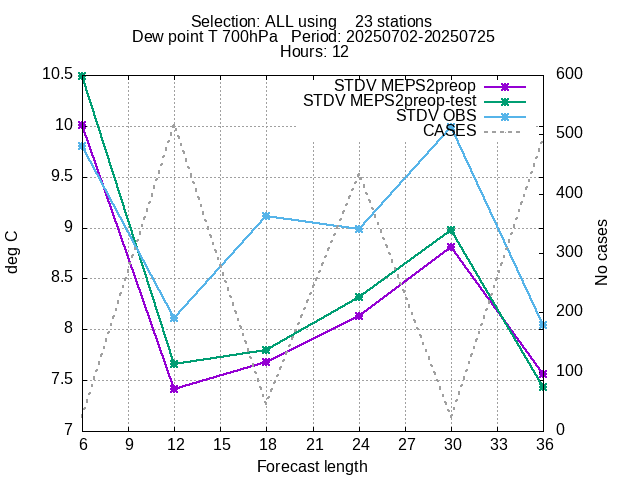 Selection: ALL using    23 stations
Dew point T 700hPa   Period: 20250702-20250725
Hours: 12
STDV MEPS2preop
STDV MEPS2preop-test
STDV OBS
CASES
10.5
10
9.5
9
8.5
8
7.5
7
600
500
400
300
200
100
0
deg C
No cases
6 9 12 15 18 21 24 27 30 33 36
Forecast length